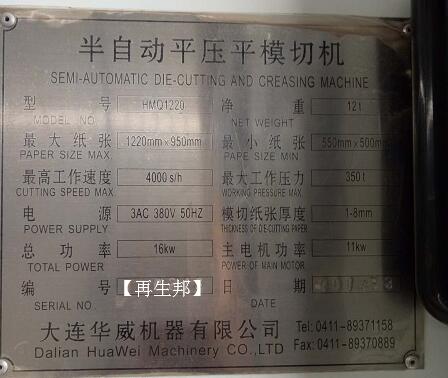 半自动平压平模切机
SEMI-AUTOMATIC DIE-CUTTING AND CREASING MACHINE
型 号 HMQ1220 净 重 12t
MODEL NO NET WEIGHT
最大纸张 1220mm×950mm 最小纸张 550mm×500mm
PAPER SIZE MAX. PAPE SIZE MIN
最高工作速度 4000 s/h 最大工作压力 350t
CUTTING SPEED MAX. WORKING PRESSURE MAX.
电 源 3AC 380V 50HZ 模切纸张厚度 1-8mm
POWER SUPPLY THICKNESS OF DIE-CUTTING PAPER
总功率 16kw 主电机功率 11kw
TOTAL POWER POWER OF MAIN MOTOR
编 号 【再生邦】 日 期
SERIAL NO. DATE
大连华威机器有限公司 Tel: 0411-89371158
Dalian HuaWei Machinery CO.,LTD Fax: 0411-89370889